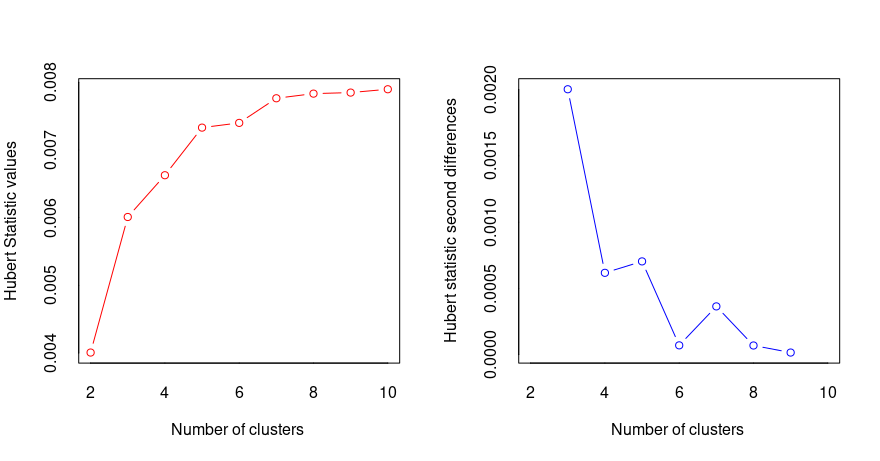 Hubert Statistic values
0.008
0.007
0.006
0.005
0.004
2 4 6 8 10
Number of clusters
Hubert statistic second differences
0.0020
0.0015
0.0010
0.0005
0.0000
2 4 6 8 10
Number of clusters